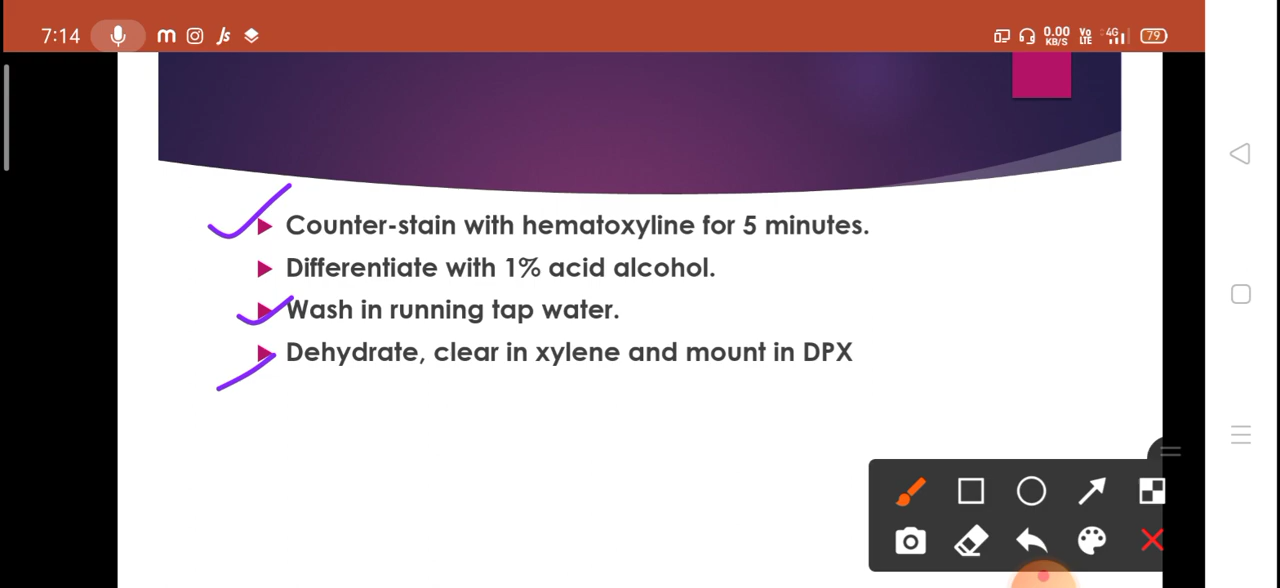 7:14 m Js 0.00 KB/S Vo LTE 4G 79
Counter-stain with hematoxyline for 5 minutes.
Differentiate with 1% acid alcohol.
Wash in running tap water.
Dehydrate, clear in xylene and mount in DPX